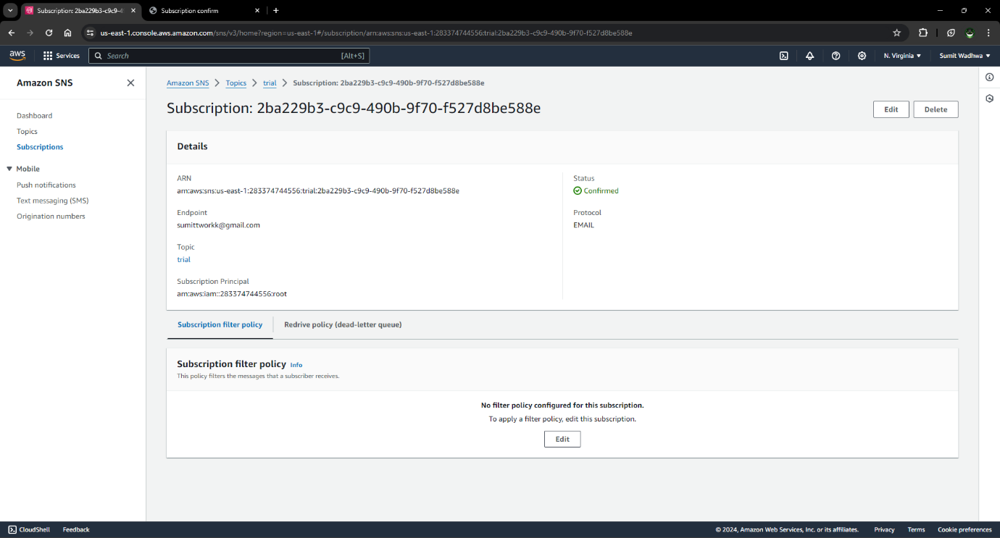 Subscription: 2ba229b3-c9c9-4
Subscription confirm
us-east-1.console.aws.amazon.com/sns/v3/home?region=us-east-1#/subscription/arn:aws:sns:us-east-1:283374744556:trial:2ba229b3-c9c9-490b-9f70-f527d8be588e
aws
Services
Search
[Alt+S]
N. Virginia
Sumit Wadhwa
Amazon SNS
Dashboard
Topics
Subscriptions
Mobile
Push notifications
Text messaging (SMS)
Origination numbers
Amazon SNS
Topics
trial
Subscription: 2ba229b3-c9c9-490b-9f70-f527d8be588e
Subscription: 2ba229b3-c9c9-490b-9f70-f527d8be588e
Edit
Delete
Details
ARN
arn:aws:sns:us-east-1:283374744556:trial:2ba229b3-c9c9-490b-9f70-f527d8be588e
Endpoint
sumittworkk@gmail.com
Topic
trial
Subscription Principal
arn:aws:iam::283374744556:root
Status
Confirmed
Protocol
EMAIL
Subscription filter policy
Redrive policy (dead-letter queue)
Subscription filter policy Info
This policy filters the messages that a subscriber receives.
No filter policy configured for this subscription.
To apply a filter policy, edit this subscription.
Edit
CloudShell
Feedback
© 2024, Amazon Web Services, Inc. or its affiliates.
Privacy
Terms
Cookie preferences